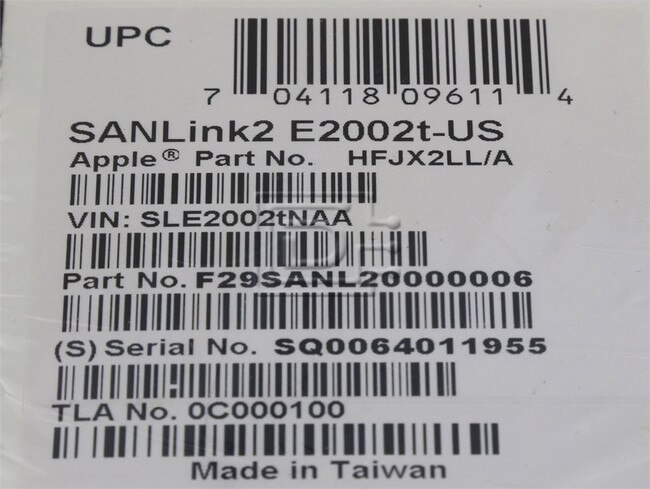 UPC
7 04118 09611 4
SANLink2 E2002t-US
Apple® Part No. HFJX2LL/A
VIN: SLE2002tNAA
Part No. F29SANL20000006
(S) Serial No. SQ0064011955
TLA No. 0C000100
Made in Taiwan